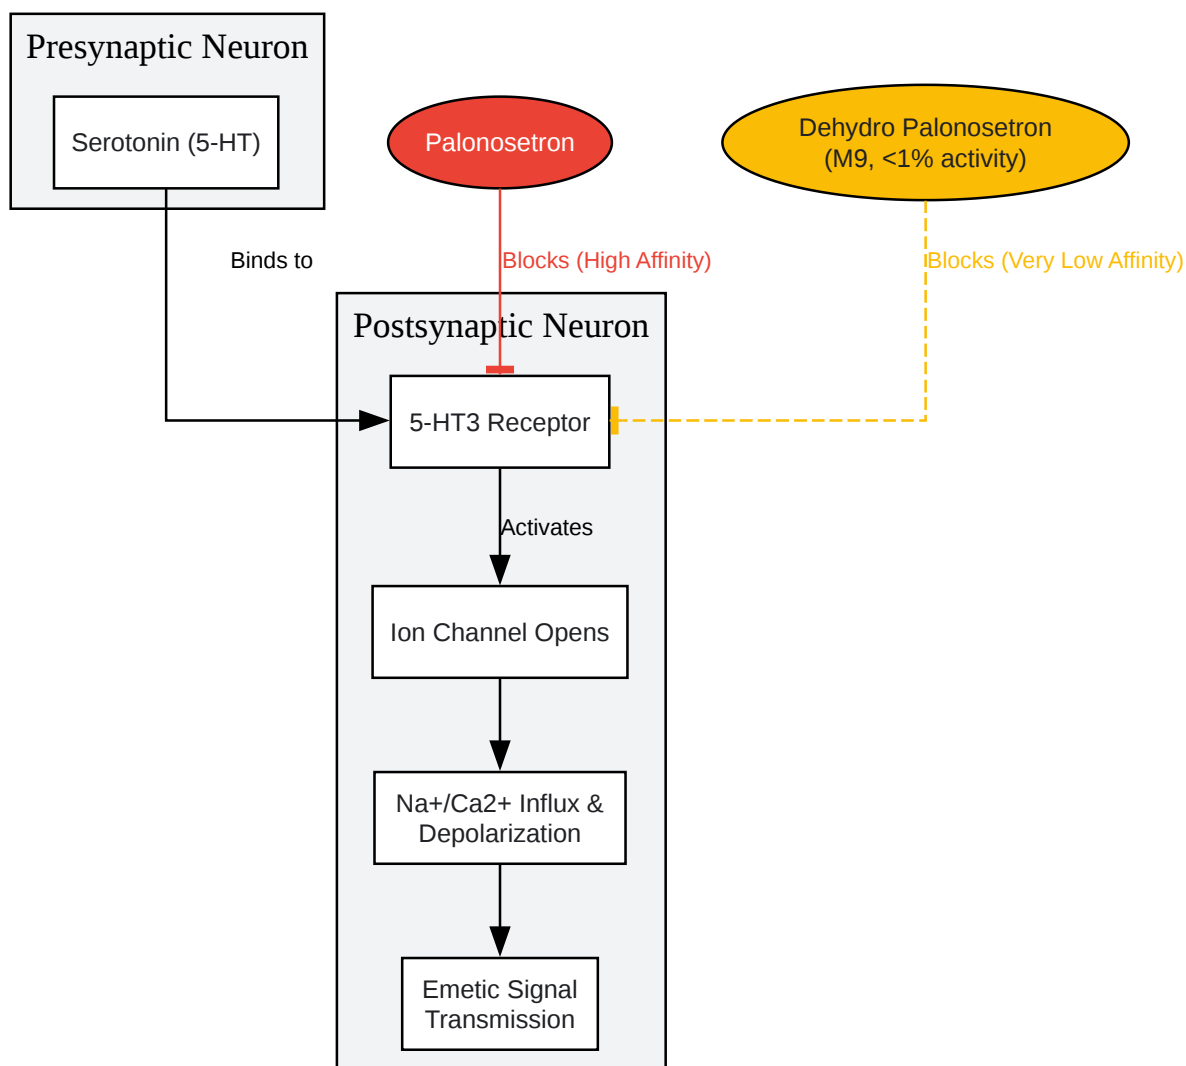 Presynaptic Neuron
Serotonin (5-HT)
Palonosetron
Dehydro Palonosetron
(M9, <1% activity)
Binds to
Blocks (High Affinity)
Blocks (Very Low Affinity)
Postsynaptic Neuron
5-HT3 Receptor
Activates
Ion Channel Opens
Na+/Ca2+ Influx &
Depolarization
Emetic Signal
Transmission